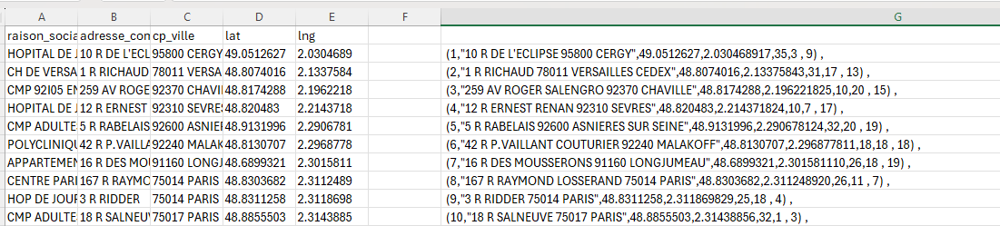 A B C D E F G
raison_socia adresse_com cp_ville lat lng
HOPITAL DE J 10 R DE L'ECL 95800 CERGY 49.0512627 2.0304689 (1,"10 R DE L'ECLIPSE 95800 CERGY",49.0512627,2.030468917,35,3 , 9) ,
CH DE VERSA 1 R RICHAUD 78011 VERSA 48.8074016 2.1337584 (2,"1 R RICHAUD 78011 VERSAILLES CEDEX",48.8074016,2.13375843,31,17 , 13) ,
CMP 92I05 EN 259 AV ROGE 92370 CHAVI 48.8174288 2.1962218 (3,"259 AV ROGER SALENGRO 92370 CHAVILLE",48.8174288,2.196221825,10,20 , 15) ,
HOPITAL DE J 12 R ERNEST 92310 SEVRES 48.820483 2.2143718 (4,"12 R ERNEST RENAN 92310 SEVRES",48.820483,2.214371824,10,7 , 17) ,
CMP ADULTE 5 R RABELAIS 92600 ASNIE 48.9131996 2.2906781 (5,"5 R RABELAIS 92600 ASNIERES SUR SEINE",48.9131996,2.290678124,32,20 , 19) ,
POLYCLINIQU 42 R P.VAILLA 92240 MALAK 48.8130707 2.2968778 (6,"42 R P.VAILLANT COUTURIER 92240 MALAKOFF",48.8130707,2.296877811,18,18 , 18) ,
APPARTEMEN 16 R DES MOU 91160 LONGJ 48.6899321 2.3015811 (7,"16 R DES MOUSSERONS 91160 LONGJUMEAU",48.6899321,2.301581110,26,18 , 19) ,
CENTRE PARI 167 R RAYMO 75014 PARIS 48.8303682 2.3112489 (8,"167 R RAYMOND LOSSERAND 75014 PARIS",48.8303682,2.311248920,26,11 , 7) ,
HOP DE JOUR 3 R RIDDER 75014 PARIS 48.8311258 2.3118698 (9,"3 R RIDDER 75014 PARIS",48.8311258,2.311869829,25,18 , 4) ,
CMP ADULTE 18 R SALNEUV 75017 PARIS 48.8855503 2.3143885 (10,"18 R SALNEUVE 75017 PARIS",48.8855503,2.31438856,32,1 , 3) ,